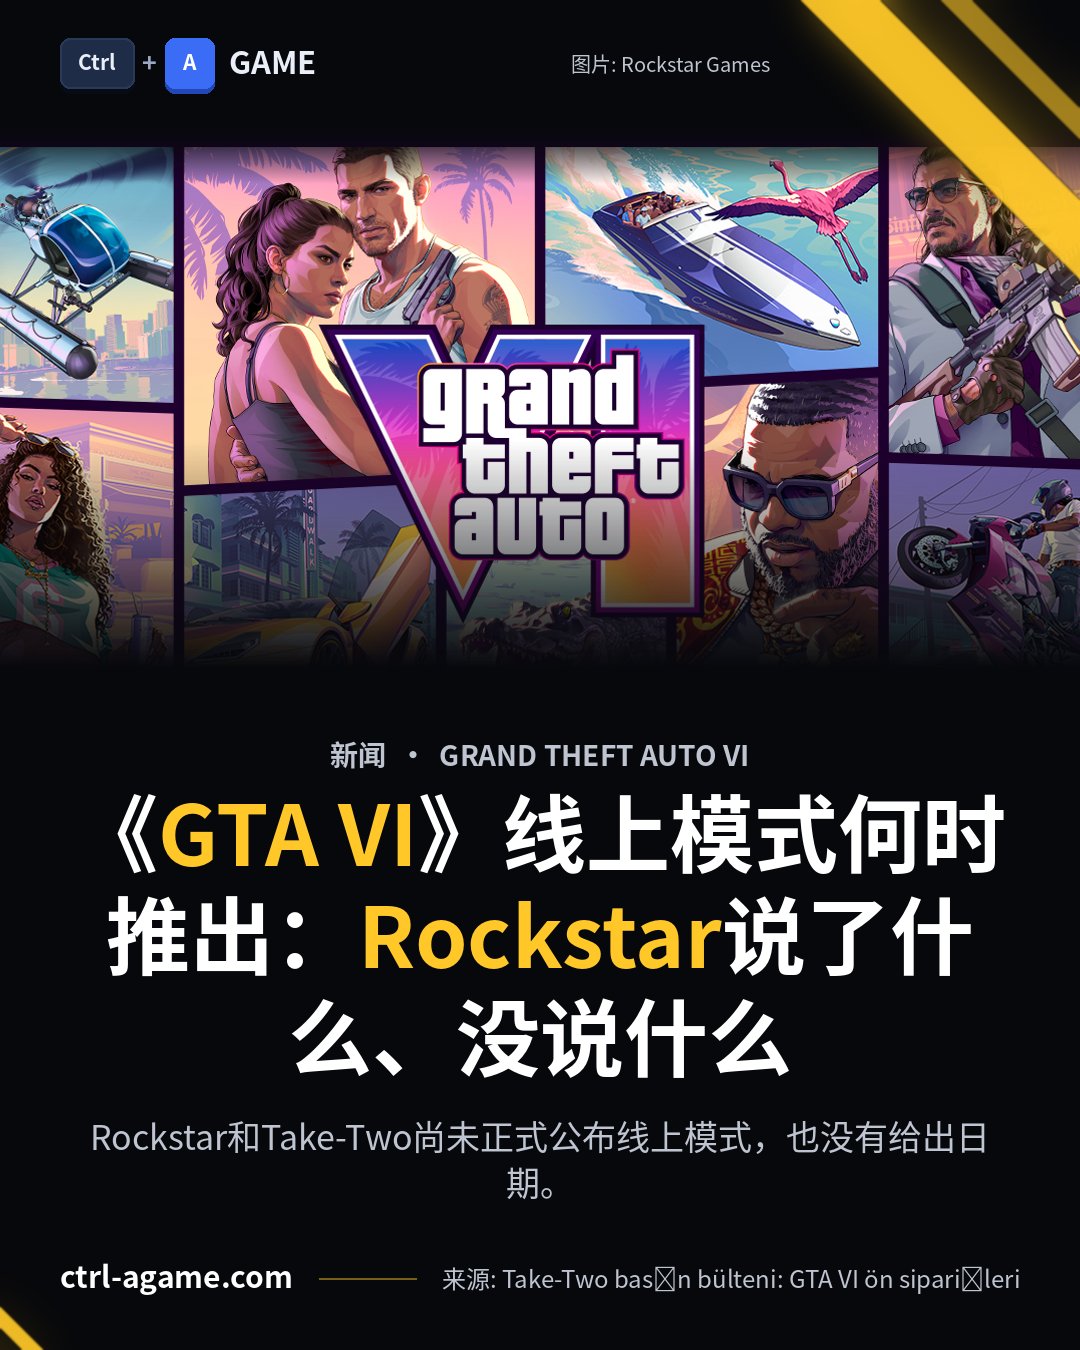 Ctrl + A GAME
图片: Rockstar Games
VI
grand
theft
auto
新闻 · GRAND THEFT AUTO VI
《GTA VI》线上模式何时
推出：Rockstar说了什
么、没说什么
Rockstar和Take-Two尚未正式公布线上模式，也没有给出日
期。
ctrl-agame.com
来源: Take-Two bas☒n bülteni: GTA VI ön sipari☒leri